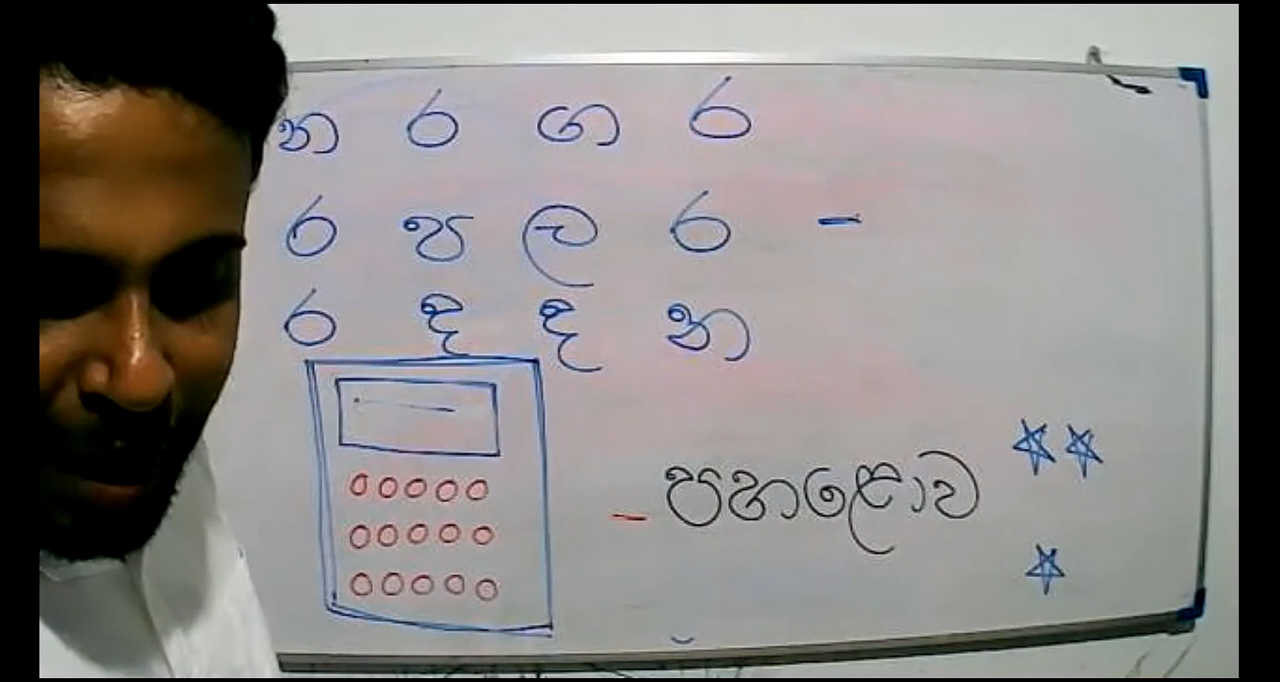 න ර ග ර
ර ප ල ර -
ර ද ද න
- පහළොව